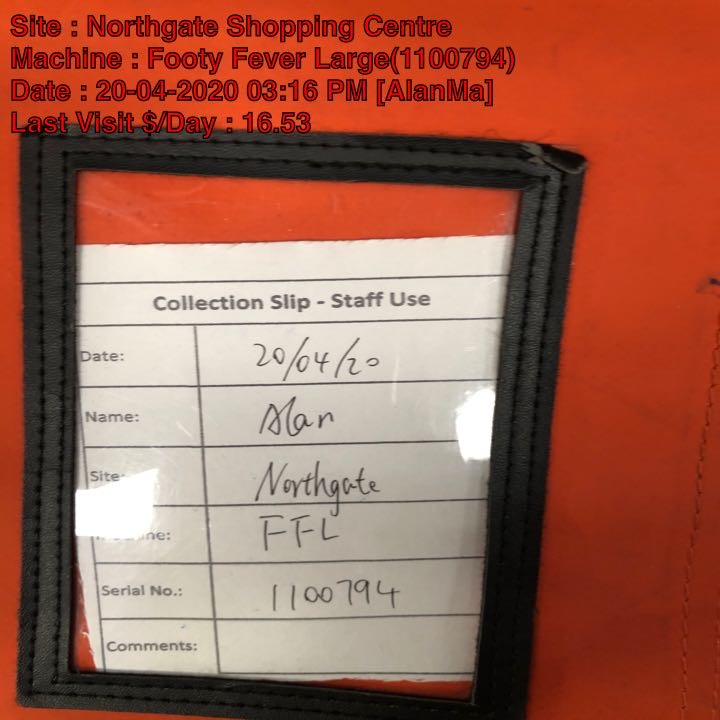 Site : Northgate Shopping Centre
Machine : Footy Fever Large(1100794)
Date : 20-04-2020 03:16 PM [AlanMa]
Last Visit $/Day : 16.53
Collection Slip - Staff Use
Date: 20/04/20
Name: Alan
Site: Northgate
FFL
Serial No.: 1100794
Comments: